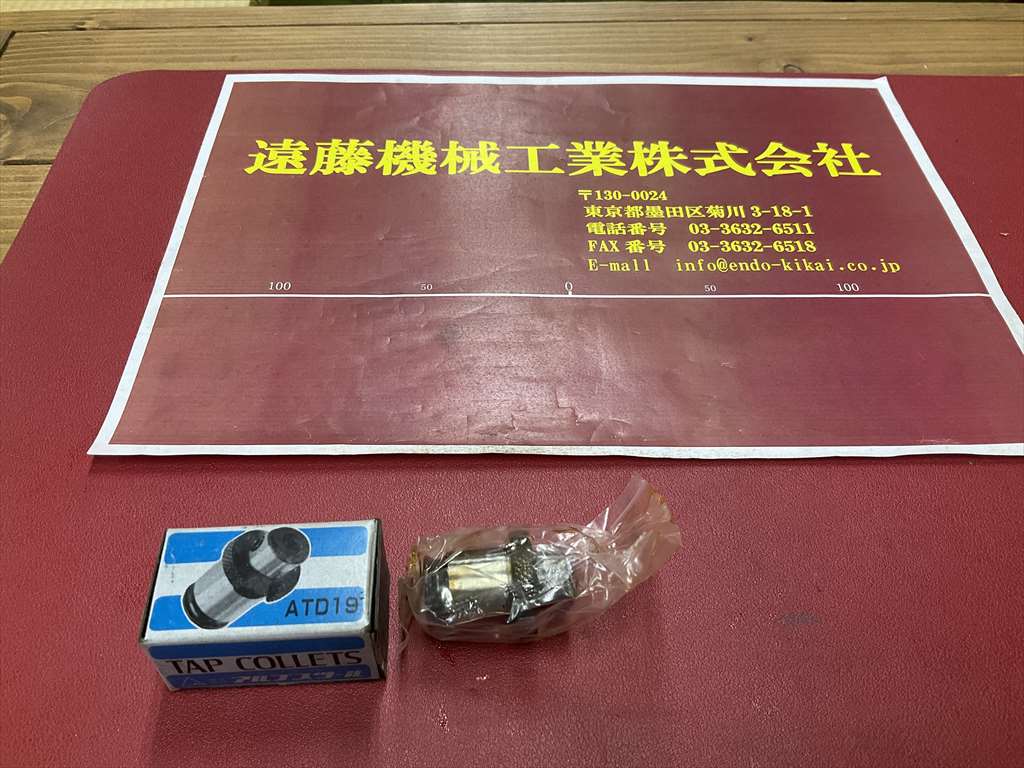 遠藤機械工業株式会社
〒130-0024
東京都墨田区菊川 3-18-1
電話番号 03-3632-6511
FAX 番号 03-3632-6518
E-mail info@endo-kikai.co.jp
100 50 0 50 100
ATD19
TAP COLLETS